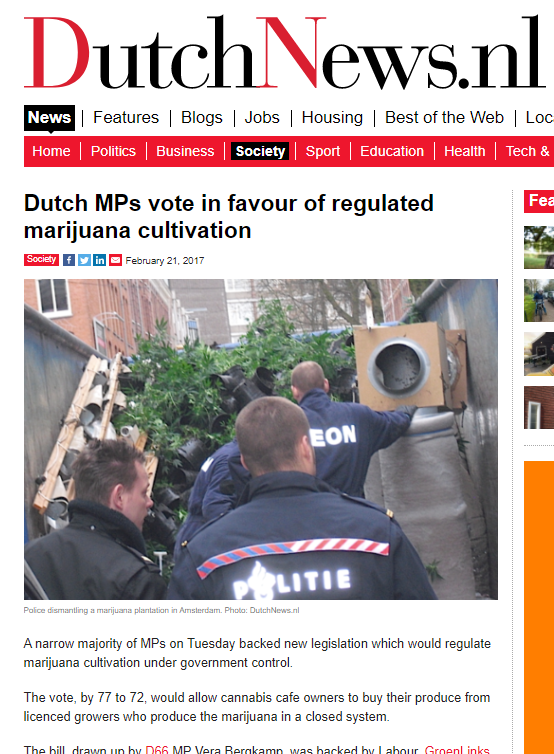 DutchNews.nl
News Features Blogs Jobs Housing Best of the Web
Home Politics Business Society Sport Education Health Tech &
Fea
Dutch MPs vote in favour of regulated
marijuana cultivation
Society February 21, 2017
EON
POLITIE
Police dismantling a marijuana plantation in Amsterdam. Photo: DutchNews.nl
A narrow majority of MPs on Tuesday backed new legislation which would regulate
marijuana cultivation under government control.
The vote, by 77 to 72, would allow cannabis cafe owners to buy their produce from
licenced growers who produce the marijuana in a closed system.
The bill, drawn up by D66 MP Vera Bergkamp, was backed by Labour, GroenLinks,